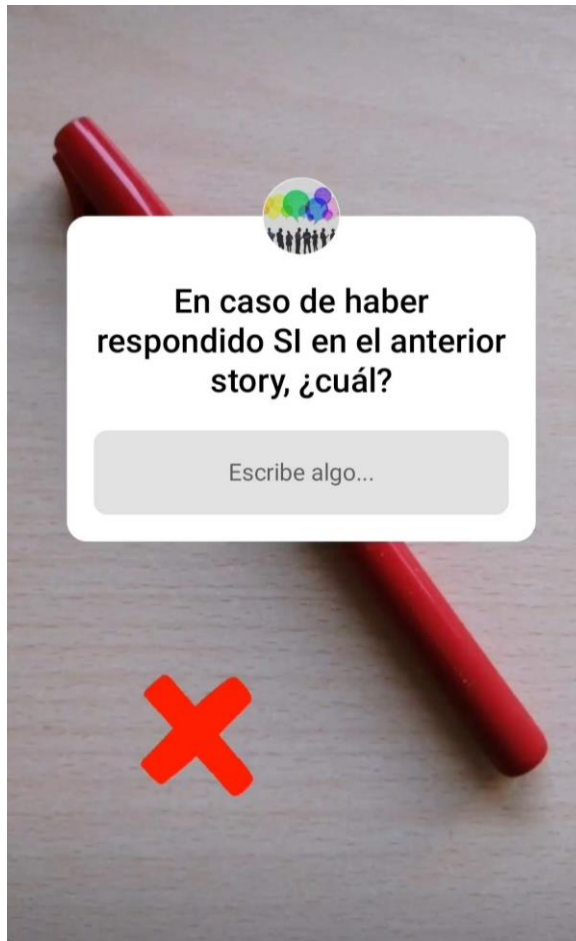 En caso de haber
respondido SI en el anterior
story, ¿cuál?
Escribe algo...